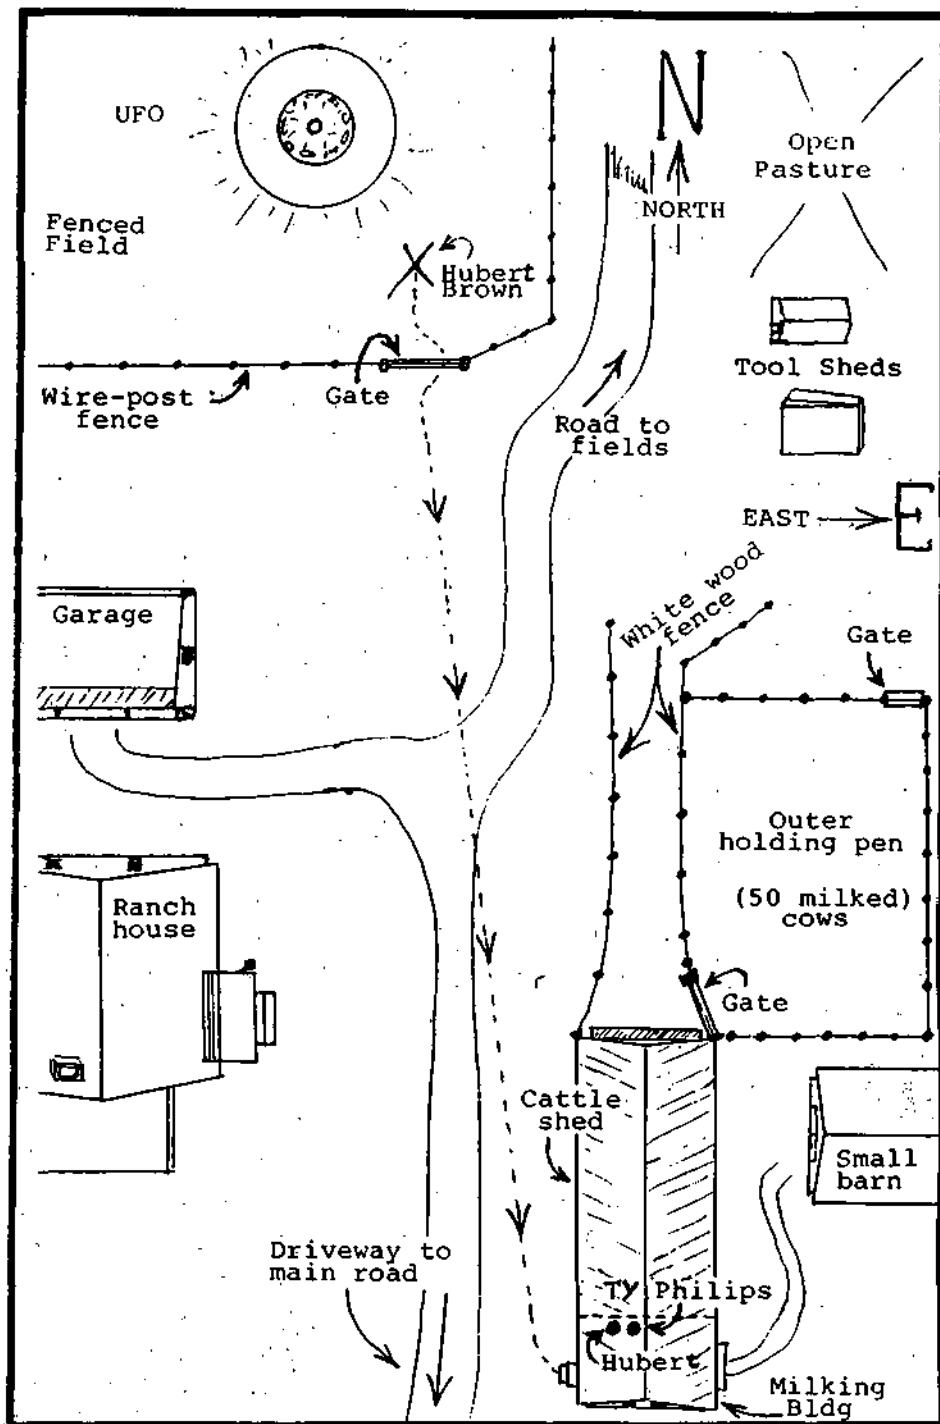 N
UFO
Open
Pasture
NORTH
Fenced
Field
Hubert
Brown
Tool Sheds
Wire-post
fence
Gate
Road to
fields
EAST
E
White wood
fence
Garage
Gate
Outer
holding pen
(50 milked)
cows
Ranch
house
Gate
Cattle
shed
Small
barn
Driveway to
main road
TY Philips
Hubert
Milking
Bldg